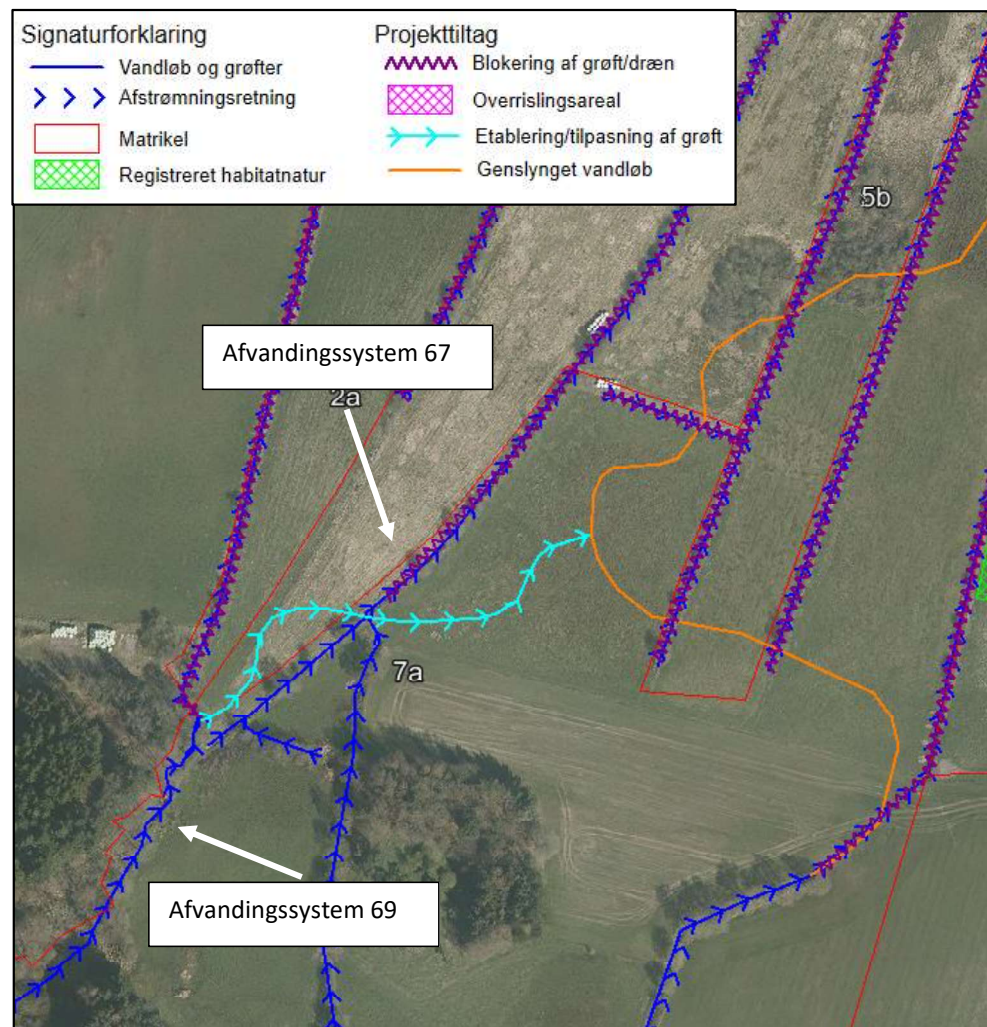 Signaturforklaring
Vandløb og grøfter
Afstrømningsretning
Matrikel
Registreret habitatnatur
Projekttiltag
Blokering af grøft/dræn
Overrislingsareal
Etablering/tilpasning af grøft
Genslynget vandløb
5b
Afvandingssystem 67
2a
7a
Afvandingssystem 69